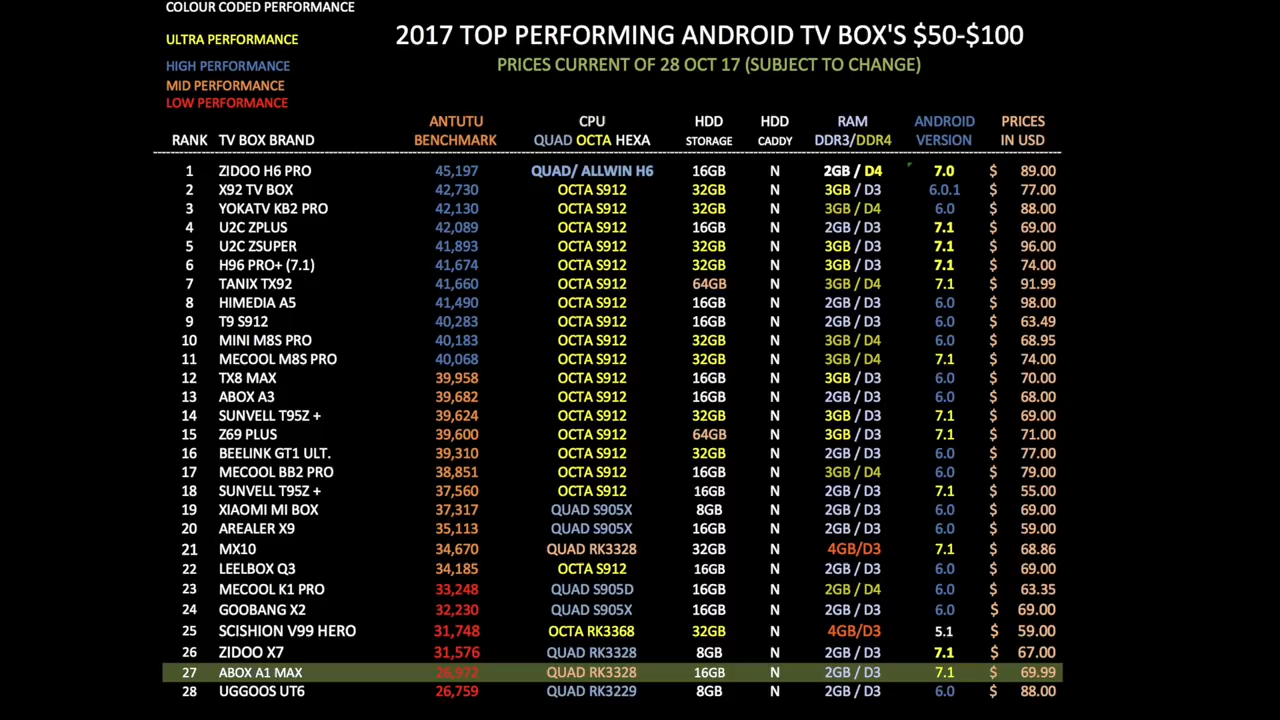 COLOUR CODED PERFORMANCE
2017 TOP PERFORMING ANDROID TV BOX'S $50-$100
ULTRA PERFORMANCE
PRICES CURRENT OF 28 OCT 17 (SUBJECT TO CHANGE)
HIGH PERFORMANCE
MID PERFORMANCE
LOW PERFORMANCE
ANTUTU CPU HDD HDD RAM ANDROID PRICES
RANK TV BOX BRAND BENCHMARK QUAD OCTA HEXA STORAGE CADDY DDR3/DDR4 VERSION IN USD
1 ZIDOO H6 PRO 45,197 QUAD/ ALLWIN H6 16GB N 2GB / D4 7.0 $ 89.00
2 X92 TV BOX 42,730 OCTA S912 32GB N 3GB / D3 6.0.1 $ 77.00
3 YOKATV KB2 PRO 42,130 OCTA S912 32GB N 3GB / D4 6.0 $ 88.00
4 U2C ZPLUS 42,089 OCTA S912 16GB N 2GB / D3 7.1 $ 69.00
5 U2C ZSUPER 41,893 OCTA S912 32GB N 3GB / D3 7.1 $ 96.00
6 H96 PRO+ (7.1) 41,674 OCTA S912 32GB N 3GB / D3 7.1 $ 74.00
7 TANIX TX92 41,660 OCTA S912 64GB N 3GB / D4 7.1 $ 91.99
8 HIMEDIA A5 41,490 OCTA S912 16GB N 2GB / D3 6.0 $ 98.00
9 T9 S912 40,283 OCTA S912 16GB N 2GB / D3 6.0 $ 63.49
10 MINI M8S PRO 40,183 OCTA S912 32GB N 3GB / D4 6.0 $ 68.95
11 MECOOL M8S PRO 40,068 OCTA S912 32GB N 3GB / D4 7.1 $ 74.00
12 TX8 MAX 39,958 OCTA S912 16GB N 3GB / D3 6.0 $ 70.00
13 ABOX A3 39,682 OCTA S912 16GB N 2GB / D3 6.0 $ 68.00
14 SUNVELL T95Z + 39,624 OCTA S912 32GB N 3GB / D3 7.1 $ 69.00
15 Z69 PLUS 39,600 OCTA S912 64GB N 3GB / D3 7.1 $ 71.00
16 BEELINK GT1 ULT. 39,310 OCTA S912 32GB N 2GB / D3 6.0 $ 77.00
17 MECOOL BB2 PRO 38,851 OCTA S912 16GB N 3GB / D4 6.0 $ 79.00
18 SUNVELL T95Z + 37,560 OCTA S912 16GB N 2GB / D3 7.1 $ 55.00
19 XIAOMI MI BOX 37,317 QUAD S905X 8GB N 2GB / D3 6.0 $ 69.00
20 AREALER X9 35,113 QUAD S905X 16GB N 2GB / D3 6.0 $ 59.00
21 MX10 34,670 QUAD RK3328 32GB N 4GB/D3 7.1 $ 68.86
22 LEELBOX Q3 34,185 OCTA S912 16GB N 2GB / D3 6.0 $ 69.00
23 MECOOL K1 PRO 33,248 QUAD S905D 16GB N 2GB / D4 6.0 $ 63.35
24 GOOBANG X2 32,230 QUAD S905X 16GB N 2GB / D3 6.0 $ 69.00
25 SCISHION V99 HERO 31,748 OCTA RK3368 32GB N 4GB/D3 5.1 $ 59.00
26 ZIDOO X7 31,576 QUAD RK3328 8GB N 2GB / D3 7.1 $ 67.00
27 ABOX A1 MAX 26,972 QUAD RK3328 16GB N 2GB / D3 7.1 $ 69.99
28 UGGOOS UT6 26,759 QUAD RK3229 8GB N 2GB / D3 6.0 $ 88.00